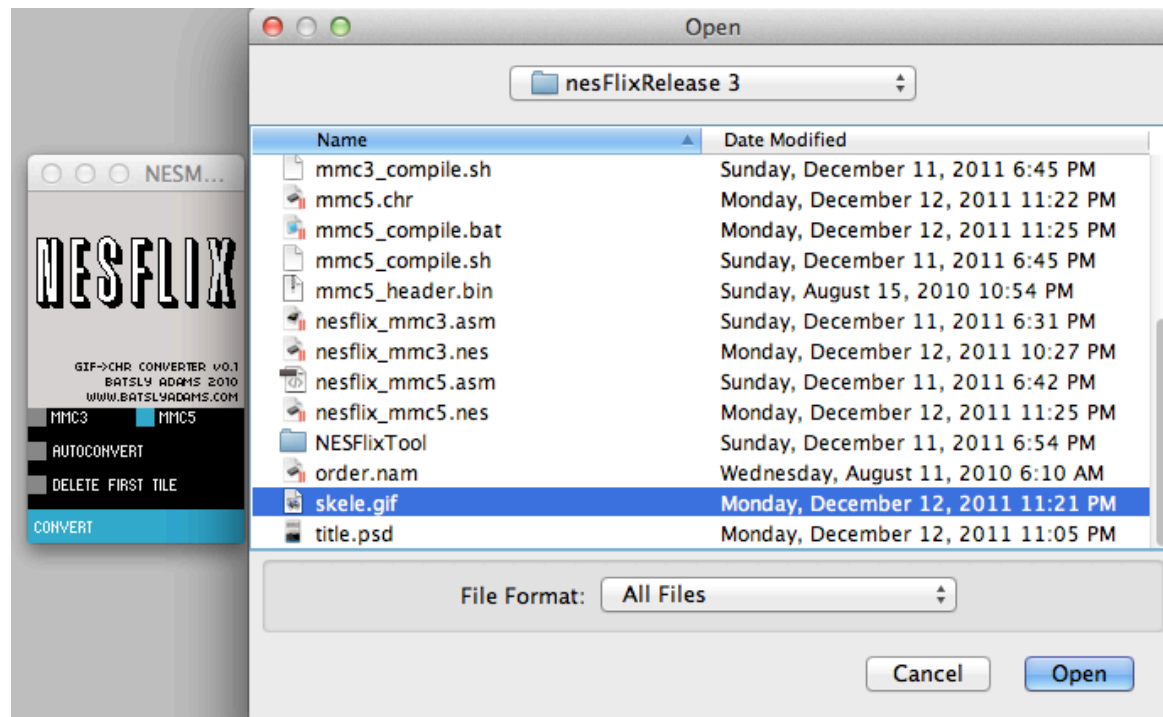 Open
nesFlixRelease 3
Name Date Modified
mmc3_compile.sh Sunday, December 11, 2011 6:45 PM
mmc5.chr Monday, December 12, 2011 11:22 PM
mmc5_compile.bat Monday, December 12, 2011 11:25 PM
mmc5_compile.sh Sunday, December 11, 2011 6:45 PM
mmc5_header.bin Sunday, August 15, 2010 10:54 PM
nesflix_mmc3.asm Sunday, December 11, 2011 6:31 PM
nesflix_mmc3.nes Monday, December 12, 2011 10:27 PM
nesflix_mmc5.asm Sunday, December 11, 2011 6:42 PM
nesflix_mmc5.nes Monday, December 12, 2011 11:25 PM
NESFlixTool Sunday, December 11, 2011 6:54 PM
order.nam Wednesday, August 11, 2010 6:10 AM
skele.gif Monday, December 12, 2011 11:21 PM
title.psd Monday, December 12, 2011 11:05 PM
File Format: All Files
Cancel Open
NESM...
NESFLIX
GIF->CHR CONVERTER V0.1
BATSLY ADAMS 2010
WWW.BATSLYADAMS.COM
MMC3 MMC5
AUTOCONVERT
DELETE FIRST TILE
CONVERT